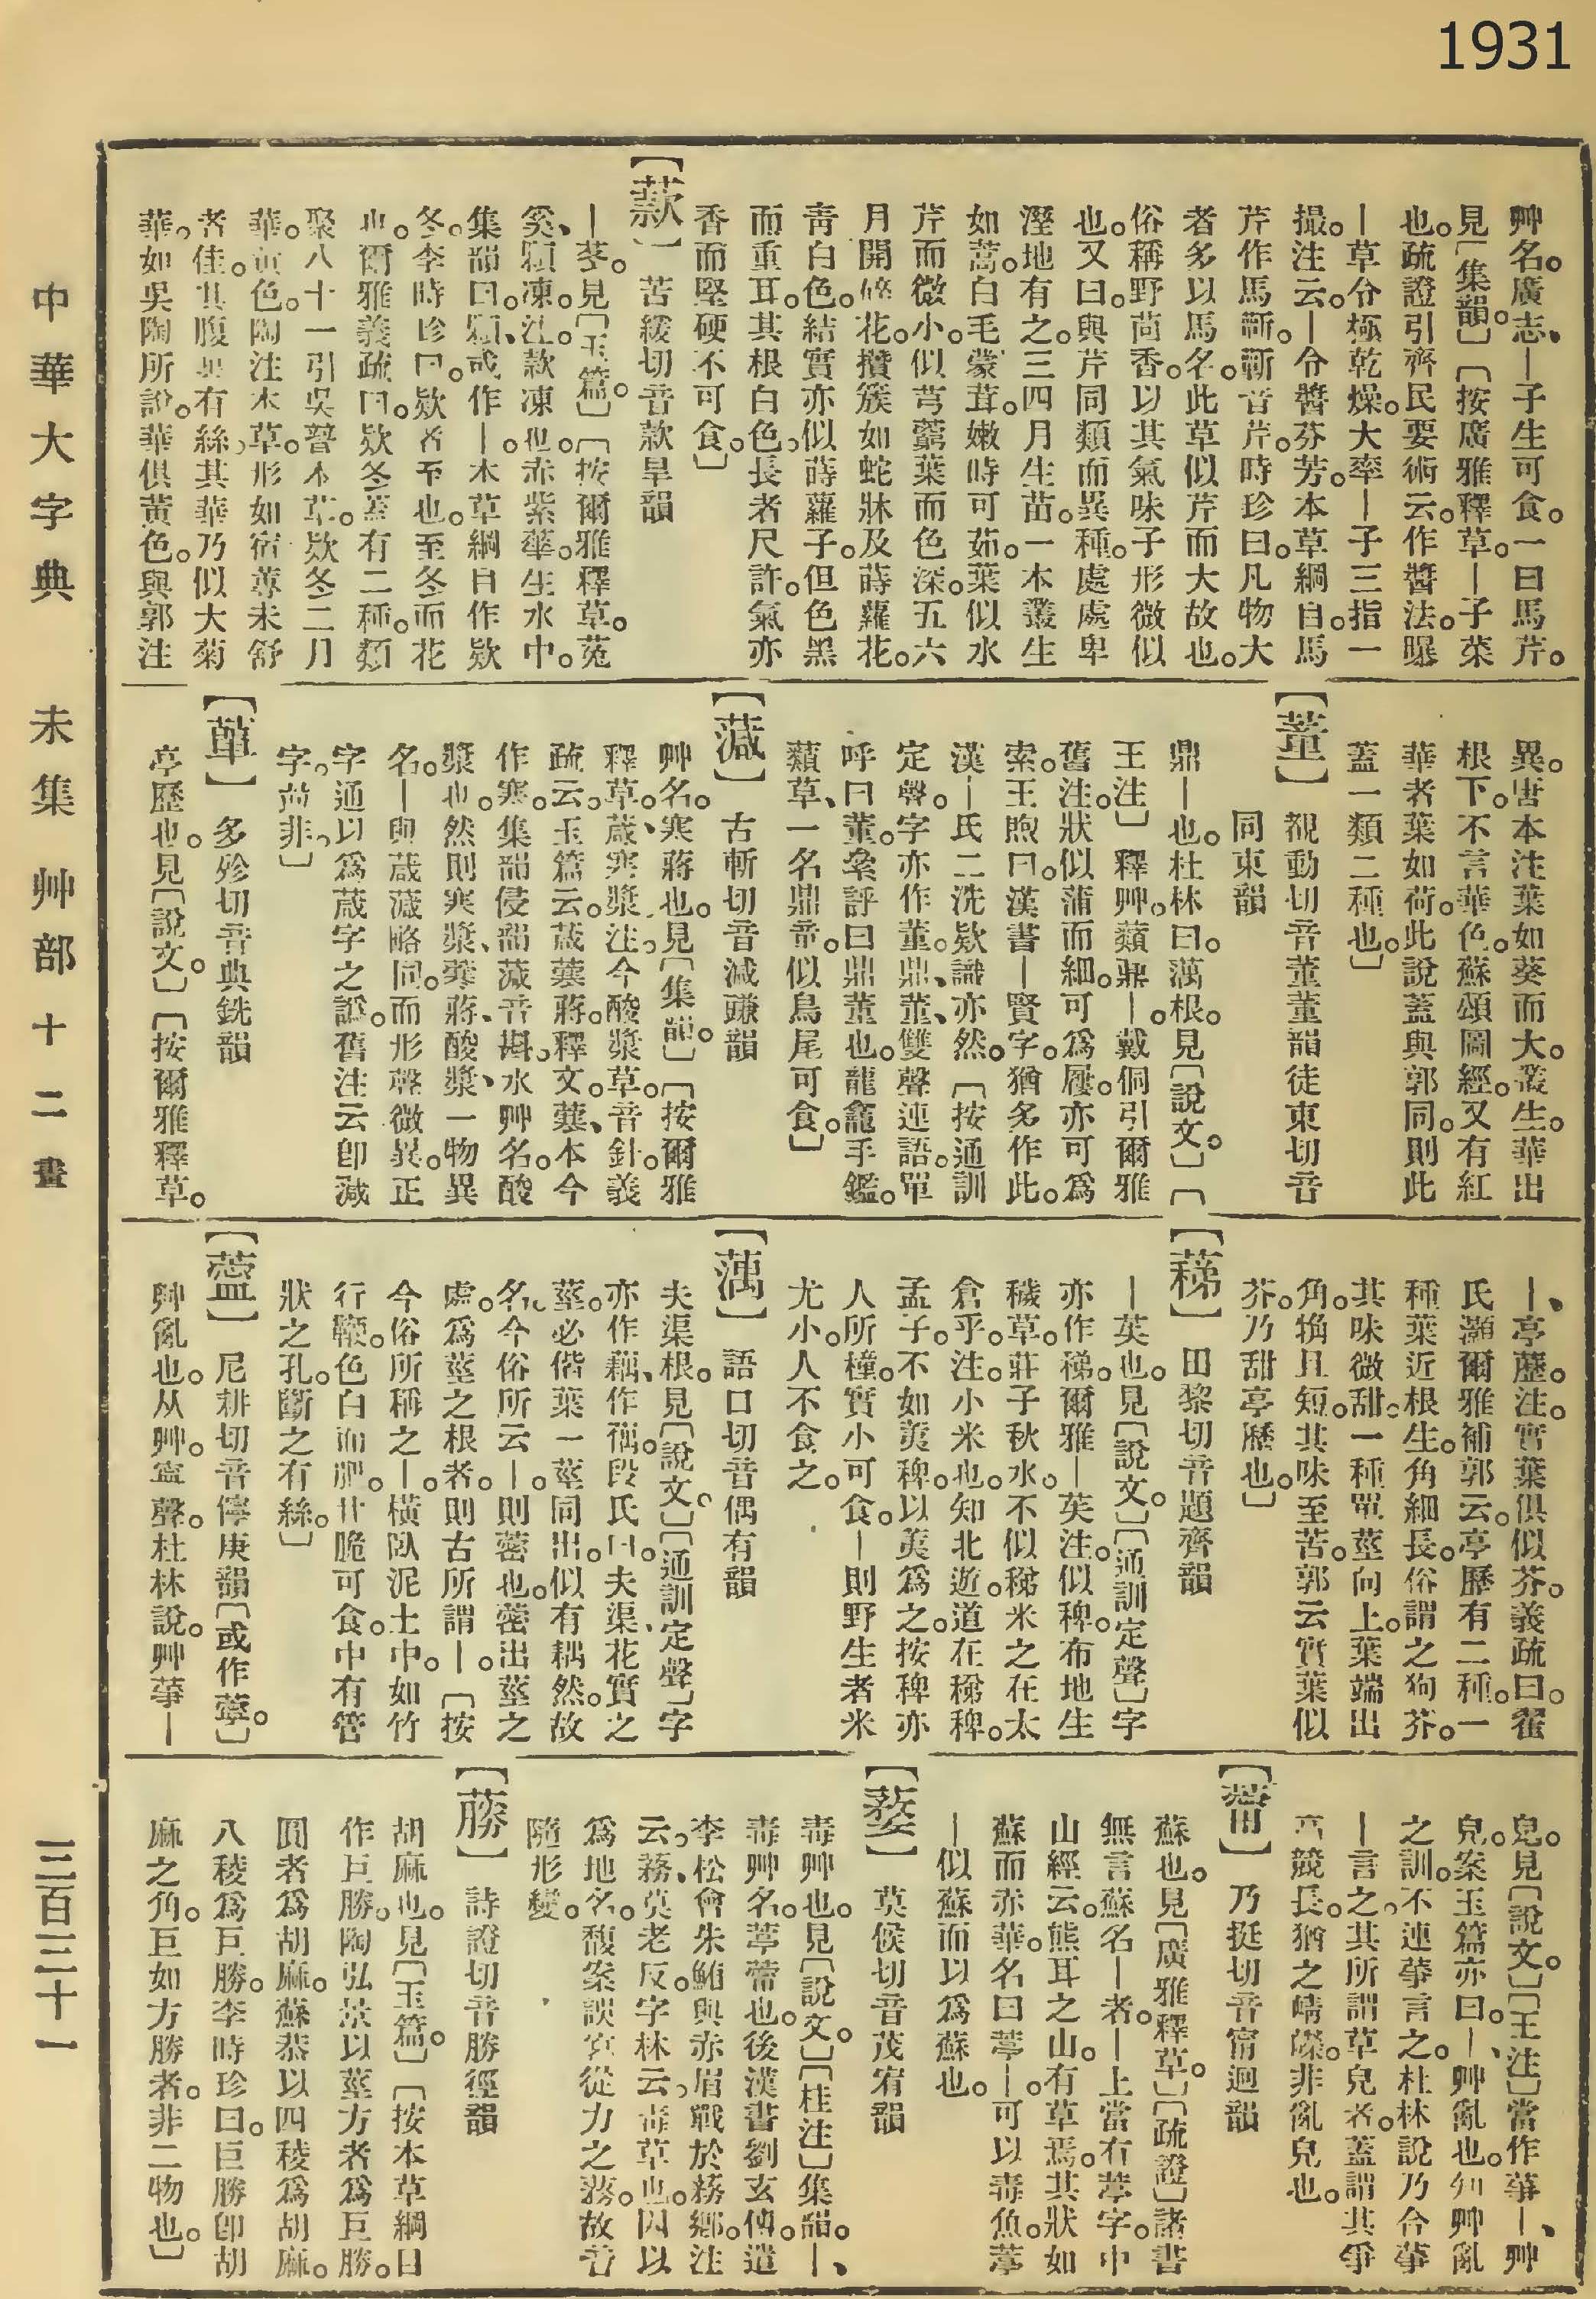 1931
艸名。廣志、—子生可食。一曰馬芹。
見[集韻。][按廣雅釋草。—子菜
也。疏證引齊民要術云。作醬法。曝
—草令極乾燥。大率—子三指一
撮。注云。—令醬芬芳。本草綱目。馬
芹作馬蘄。蘄音芹。時珍曰。凡物大
者多以馬名。此草似芹而大故也。
俗稱野茴香。以其氣味子形微似
也。又曰。與芹同類而異種。處處卑
溼地有之。三四月生苗。一本叢生
如蒿。白毛蒙茸。嫩時可茹。葉似水
芹而微小。似芎藭葉而色深。五六
月開碎花。攢簇如蛇牀及蒔蘿花。
靑白色。結實亦似蒔蘿子。但色黑
而重耳。其根白色。長者尺許。氣亦
香而堅硬不可食。]
[蔌] 苦緩切音款旱韻
—苳。見[玉篇。][按爾雅釋草。菟
奚、顆凍。注。款凍也。赤紫華。生水中。
集韻曰。顆、或作—。本草綱目作款
冬。李時珍曰。款者至也。至冬而花
也。爾雅義疏曰。款冬蓋有二種。類
聚八十一引吳普本草。款冬二月
華。黃色。陶注本草。形如宿蓴未舒
者佳。其腹裏有絲。其華乃似大菊
華。如吳陶所說。華俱黃色。與郭注
異。唐本注葉如葵而大。叢生。華出
根下。不言華色。蘇頌圖經。又有紅
華者葉如荷。此說蓋與郭同。則此
蓋一類二種也。]
[董] 覩動切音董董韻徒東切音
同東韻
鼎—也。杜林曰。蕅根。見[說文。][
王注]釋艸。蘱鼎—。戴侗引爾雅
舊注。狀似蒲而細。可爲屨亦可爲
索。王煦曰。漢書—賢字。猶多作此。
漢—氏二洗款識亦然。[按通訓
定聲。字亦作董。鼎、董、雙聲連語。單
呼曰董。桑評曰鼎董也。龍龕手鑑。
蘱草、一名鼎童。似鳥尾可食。]
[薉] 古斬切音減豏韻
艸名。寒蔣也。見[集韻。][按爾雅
釋草。葴、寒漿。注。今酸漿草。音針。義
疏云。玉篇云。葴、蔣。釋文。本今
作寒。集韻侵韻葴音斟。水艸名。酸
漿也。然則寒漿、寒蔣、酸漿、一物異
名。—與葴略同。而形聲微異。正
字通以爲葴字之譌。舊注云卽減
字。尚非。]
[蕇] 多殄切音典銑韻
亭歷也。見[說文。][按爾雅釋草。
—、亭藶。注。實葉俱似芥。義疏曰。翟
氏灝爾雅補郭云。亭歷有二種。一
種葉近根生。角細長。俗謂之狗芥。
其味微甜。一種單莖向上。葉端出
角。觕且短。其味至苦。郭云實葉似
芥。乃甜亭歷也。]
[蕛] 田黎切音題齊韻
—苵也。見[說文。][通訓定聲]字
亦作稊。爾雅—苵注。似稗。布地生
穢草。莊子秋水。不似稊米之在太
倉乎。注。小米也。知北遊。道在稊稗。
孟子。不如荑稗。以荑爲之。按稗亦
人所種。實小可食。—則野生者。米
尤小。人不食之。
[蕅] 語口切音偶有韻
夫渠根。見[說文。][通訓定聲]字
亦作藕、作䕃。段氏曰。夫渠花實之
莖。必偕葉一莖同出。似有耦然。故
名。今俗所云—。則蔤也。蔤出莖之
處。爲莖之根者。則古所謂—。[按
今俗所稱之—。橫臥泥土中。如竹
行鞭。色白而肥。甘脆可食。中有管
狀之孔。斷之有絲。]
[薴] 尼耕切音儜庚韻[或作薴。]
艸亂也。从艸。寍聲。杜林說。艸𦬠—
皃。見[說文。][王注]當作𦬠—、艸
皃。案玉篇亦曰。—、艸亂也。知艸亂
之訓。不連𦬠言之。杜林說乃合𦬠
—言之。其所謂草皃者。蓋謂其爭
高競長。猶之崝嶸。非亂皃也。
[薴] 乃挺切音甯迥韻
蘇也。見[廣雅釋草。][疏證]諸書
無言蘇名—者。—上當有葶字。中
山經云。熊耳之山。有草焉。其狀如
蘇而赤華。名曰葶—。可以毒魚。葶
—似蘇而以爲蘇也。
[蓩] 莫候切音茂宥韻
毒艸也。見[說文。][桂注]集韻。—、
毒艸名。葶薴也。後漢書劉玄傳。遣
李松會朱鮪與赤眉戰於蓩鄕。注
云。蓩、莫老反。字林云。毒草也。因以
爲地名。馥案誤寫從力之蓩。故音
隨形變。
[蕂] 詩證切音勝徑韻
胡麻也。見[玉篇。][按本草綱目
作巨勝。陶弘景以莖方者爲巨勝。
圓者爲胡麻。蘇恭以四稜爲胡麻。
八稜爲巨勝。李時珍曰。巨勝卽胡
麻之角。巨如方勝者。非二物也。]
中華大字典 未集 艸部 十二畫
三百三十一